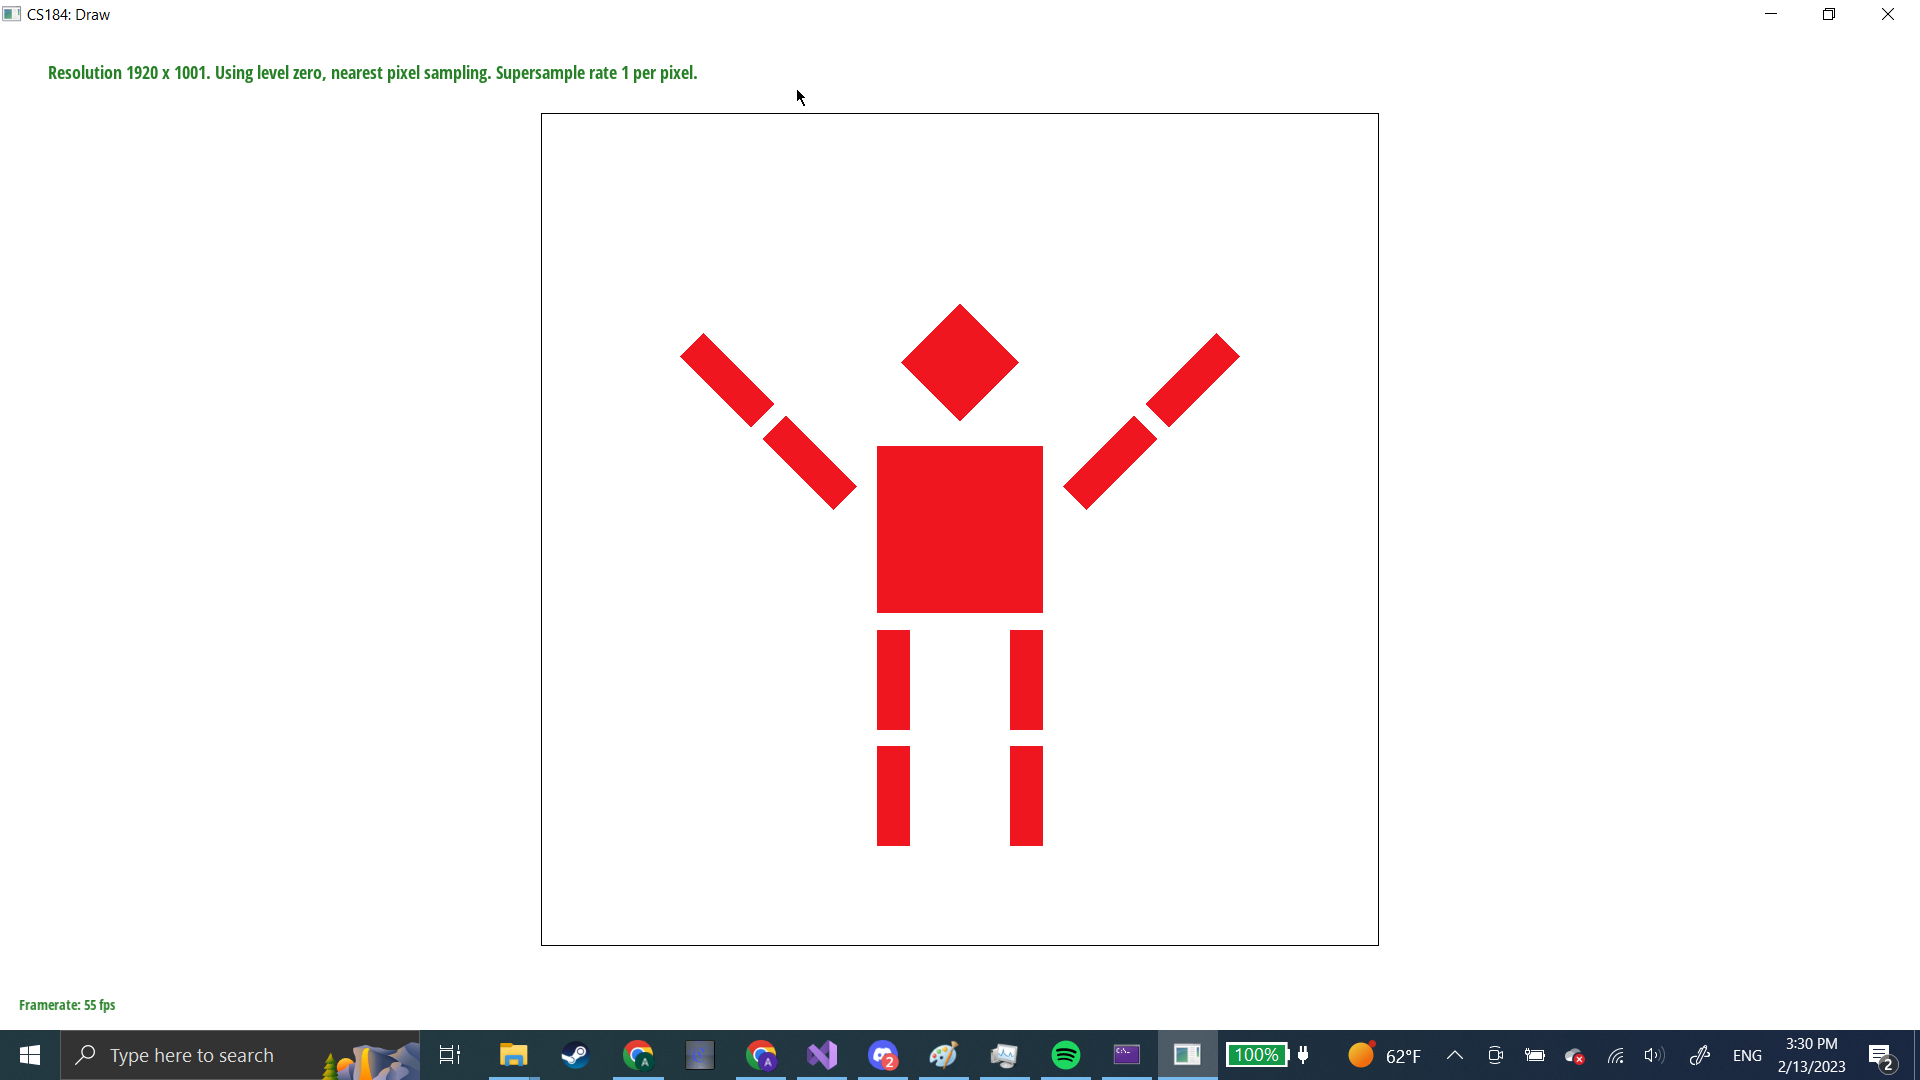 CS184: Draw
Resolution 1920 x 1001. Using level zero, nearest pixel sampling. Supersample rate 1 per pixel.
Framerate: 55 fps
Type here to search
A
A
2
100%
62°F
ENG
3:30 PM
2/13/2023
2